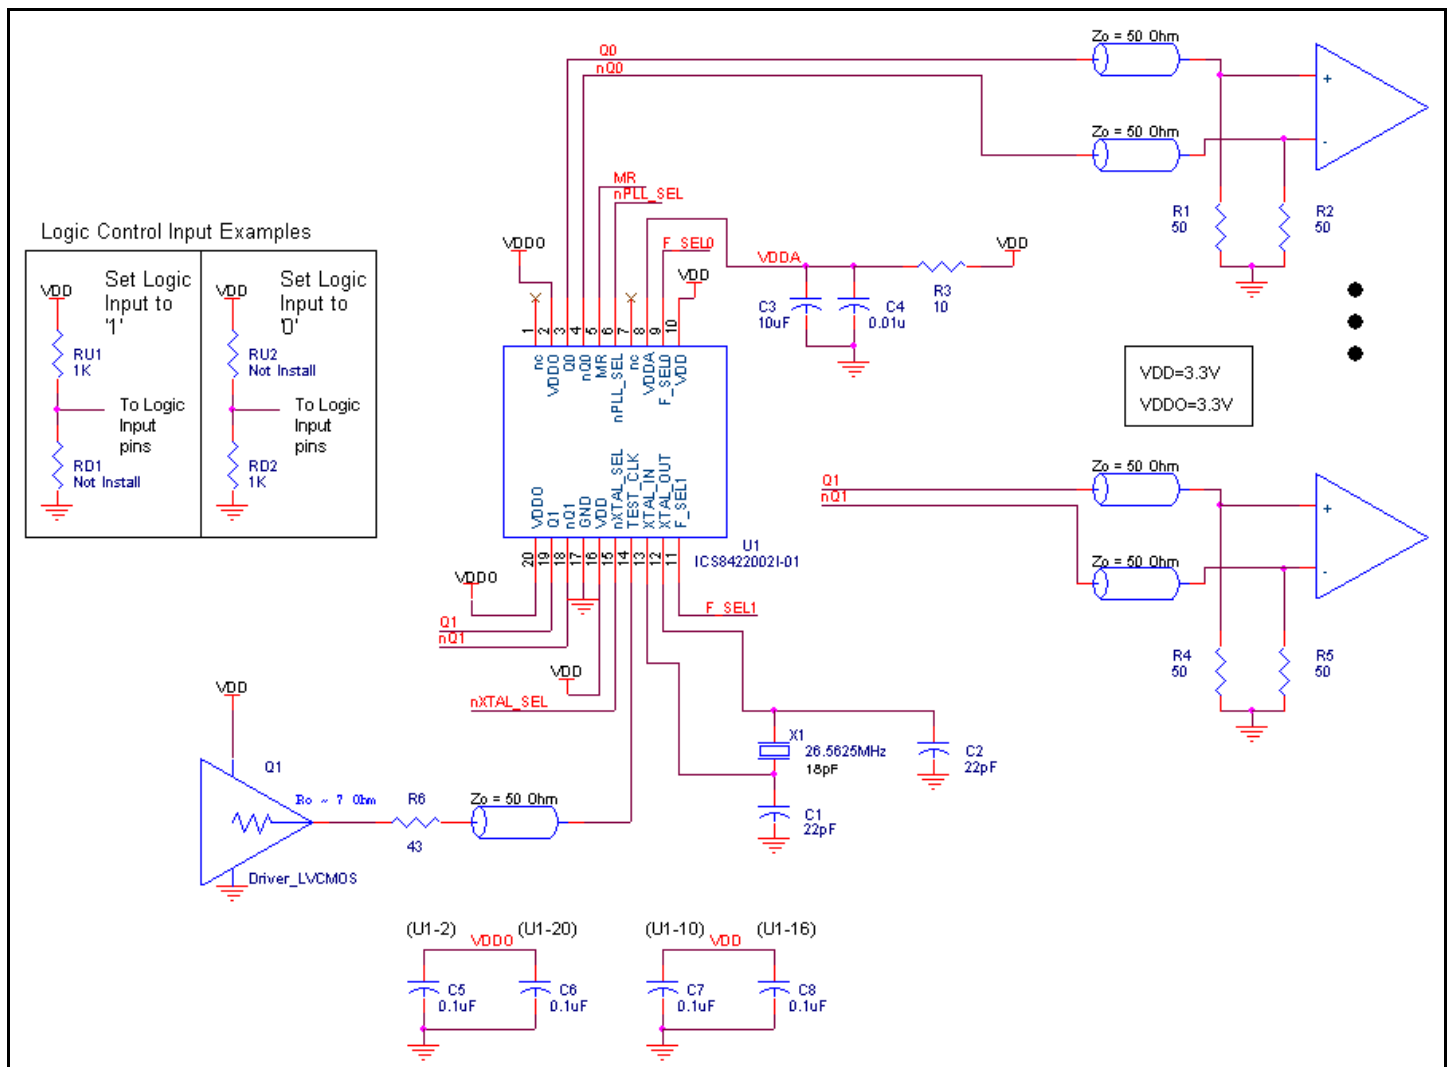 Zo = 50 Ohm
Q0
nQ0
Zo = 50 Ohm
+
-
MR
nPLL_SEL
R1
50
R2
50
Logic Control Input Examples
VDDO
F_SEL0
VDDA
VDD
VDD
R3
10
VDD
Set Logic
Input to
'1'
VDD
Set Logic
Input to
'0'
C3
10uF
C4
0.01u
1
2
3
4
5
6
7
8
9
10
RU1
1K
RU2
Not Install
nc
VDDO
Q0
nQ0
MR
nPLL_SEL
nc
VDDA
F_SEL0
VDD
VDD=3.3V
VDDO=3.3V
To Logic
Input
pins
To Logic
Input
pins
RD1
Not Install
RD2
1K
VDDO
Q1
nQ1
GND
VDD
nXTAL_SEL
TEST_CLK
XTAL_IN
XTAL_OUT
F_SEL1
Zo = 50 Ohm
Q1
nQ1
+
-
Zo = 50 Ohm
U1
ICS8422002I-01
20
19
18
17
16
15
14
13
12
11
VDDO
F_SEL1
Q1
nQ1
R4
50
R5
50
VDD
nXTAL_SEL
VDD
X1
26.5625MHz
18pF
C2
22pF
Q1
Ro ~ 7 Ohm
R6
43
Zo = 50 Ohm
C1
22pF
Driver_LVCMOS
(U1-2)
VDDO
(U1-20)
(U1-10)
VDD
(U1-16)
C5
0.1uF
C6
0.1uF
C7
0.1uF
C8
0.1uF